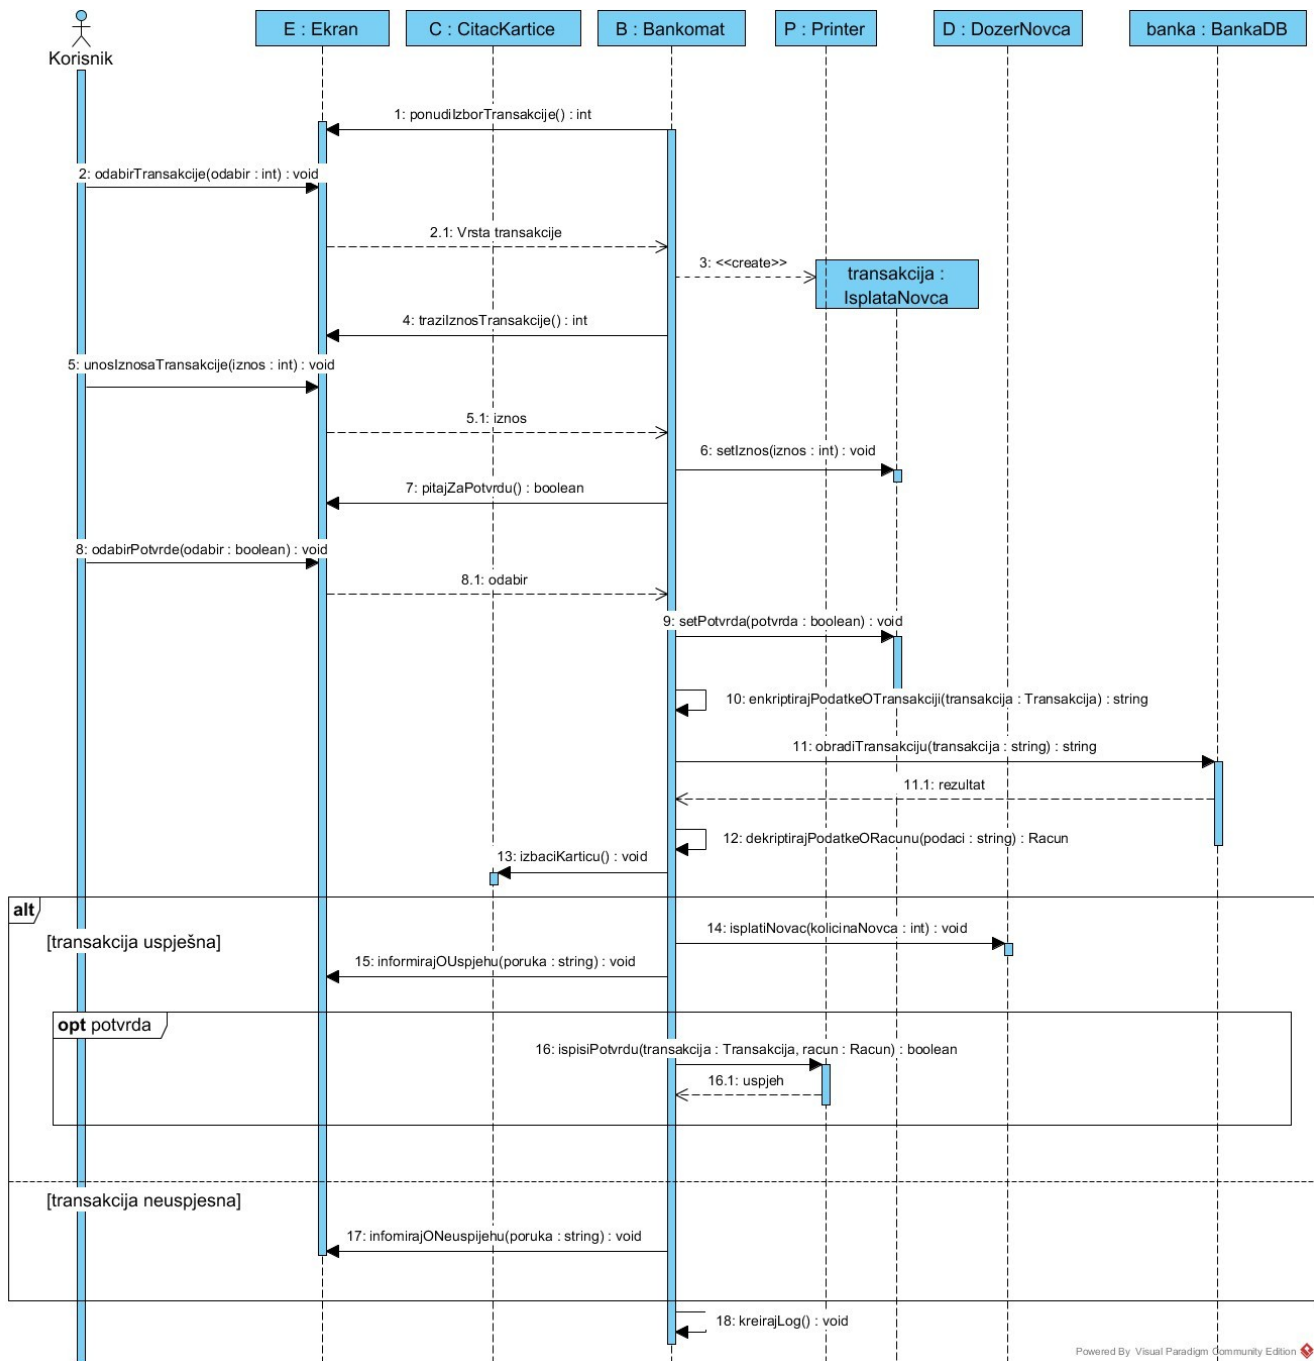 Korisnik
E : Ekran
C : CitacKartice
B : Bankomat
P : Printer
D : DozerNovca
banka : BankaDB
1: ponudiIzborTransakcije() : int
2: odabirTransakcije(odabir : int) : void
2.1: Vrsta transakcije
3: <<create>>
transakcija :
IsplataNovca
4: traziIznosTransakcije() : int
5: unosIznosaTransakcije(iznos : int) : void
5.1: iznos
6: setIznos(iznos : int) : void
7: pitajZaPotvrdu() : boolean
8: odabirPotvrde(odabir : boolean) : void
8.1: odabir
9: setPotvrda(potvrda : boolean) : void
10: enkriptirajPodatkeOTransakciji(transakcija : Transakcija) : string
11: obradiTransakciju(transakcija : string) : string
11.1: rezultat
12: dekriptirajPodatkeORacunu(podaci : string) : Racun
13: izbaciKarticu() : void
alt
[transakcija uspješna]
14: isplatiNovac(kolicinaNovca : int) : void
15: informirajOUspjehu(poruka : string) : void
opt potvrda
16: ispisiPotvrdu(transakcija : Transakcija, racun : Racun) : boolean
16.1: uspjeh
[transakcija neuspjesna]
17: infomirajONeuspijehu(poruka : string) : void
18: kreirajLog() : void
Powered By Visual Paradigm Community Edition